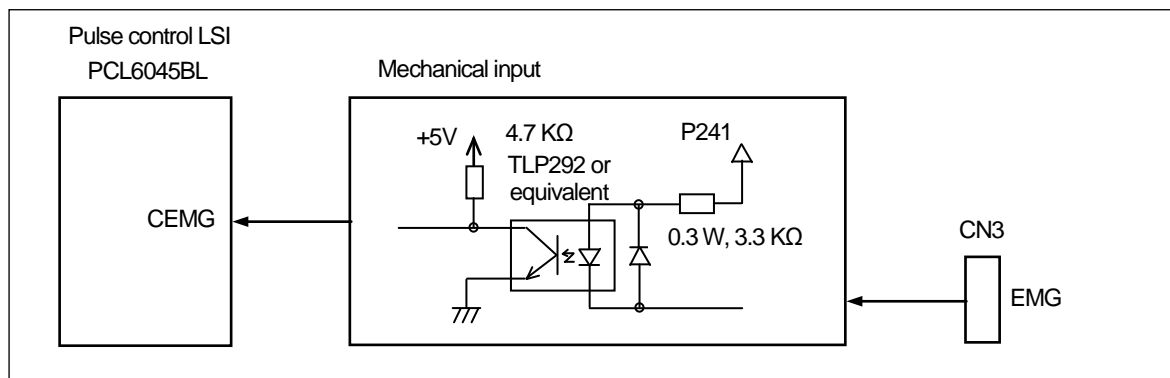 Pulse control LSI
PCL6045BL
Mechanical input
+5V
4.7 KΩ
TLP292 or
equivalent
P241
0.3 W, 3.3 KΩ
CEMG
CN3
EMG